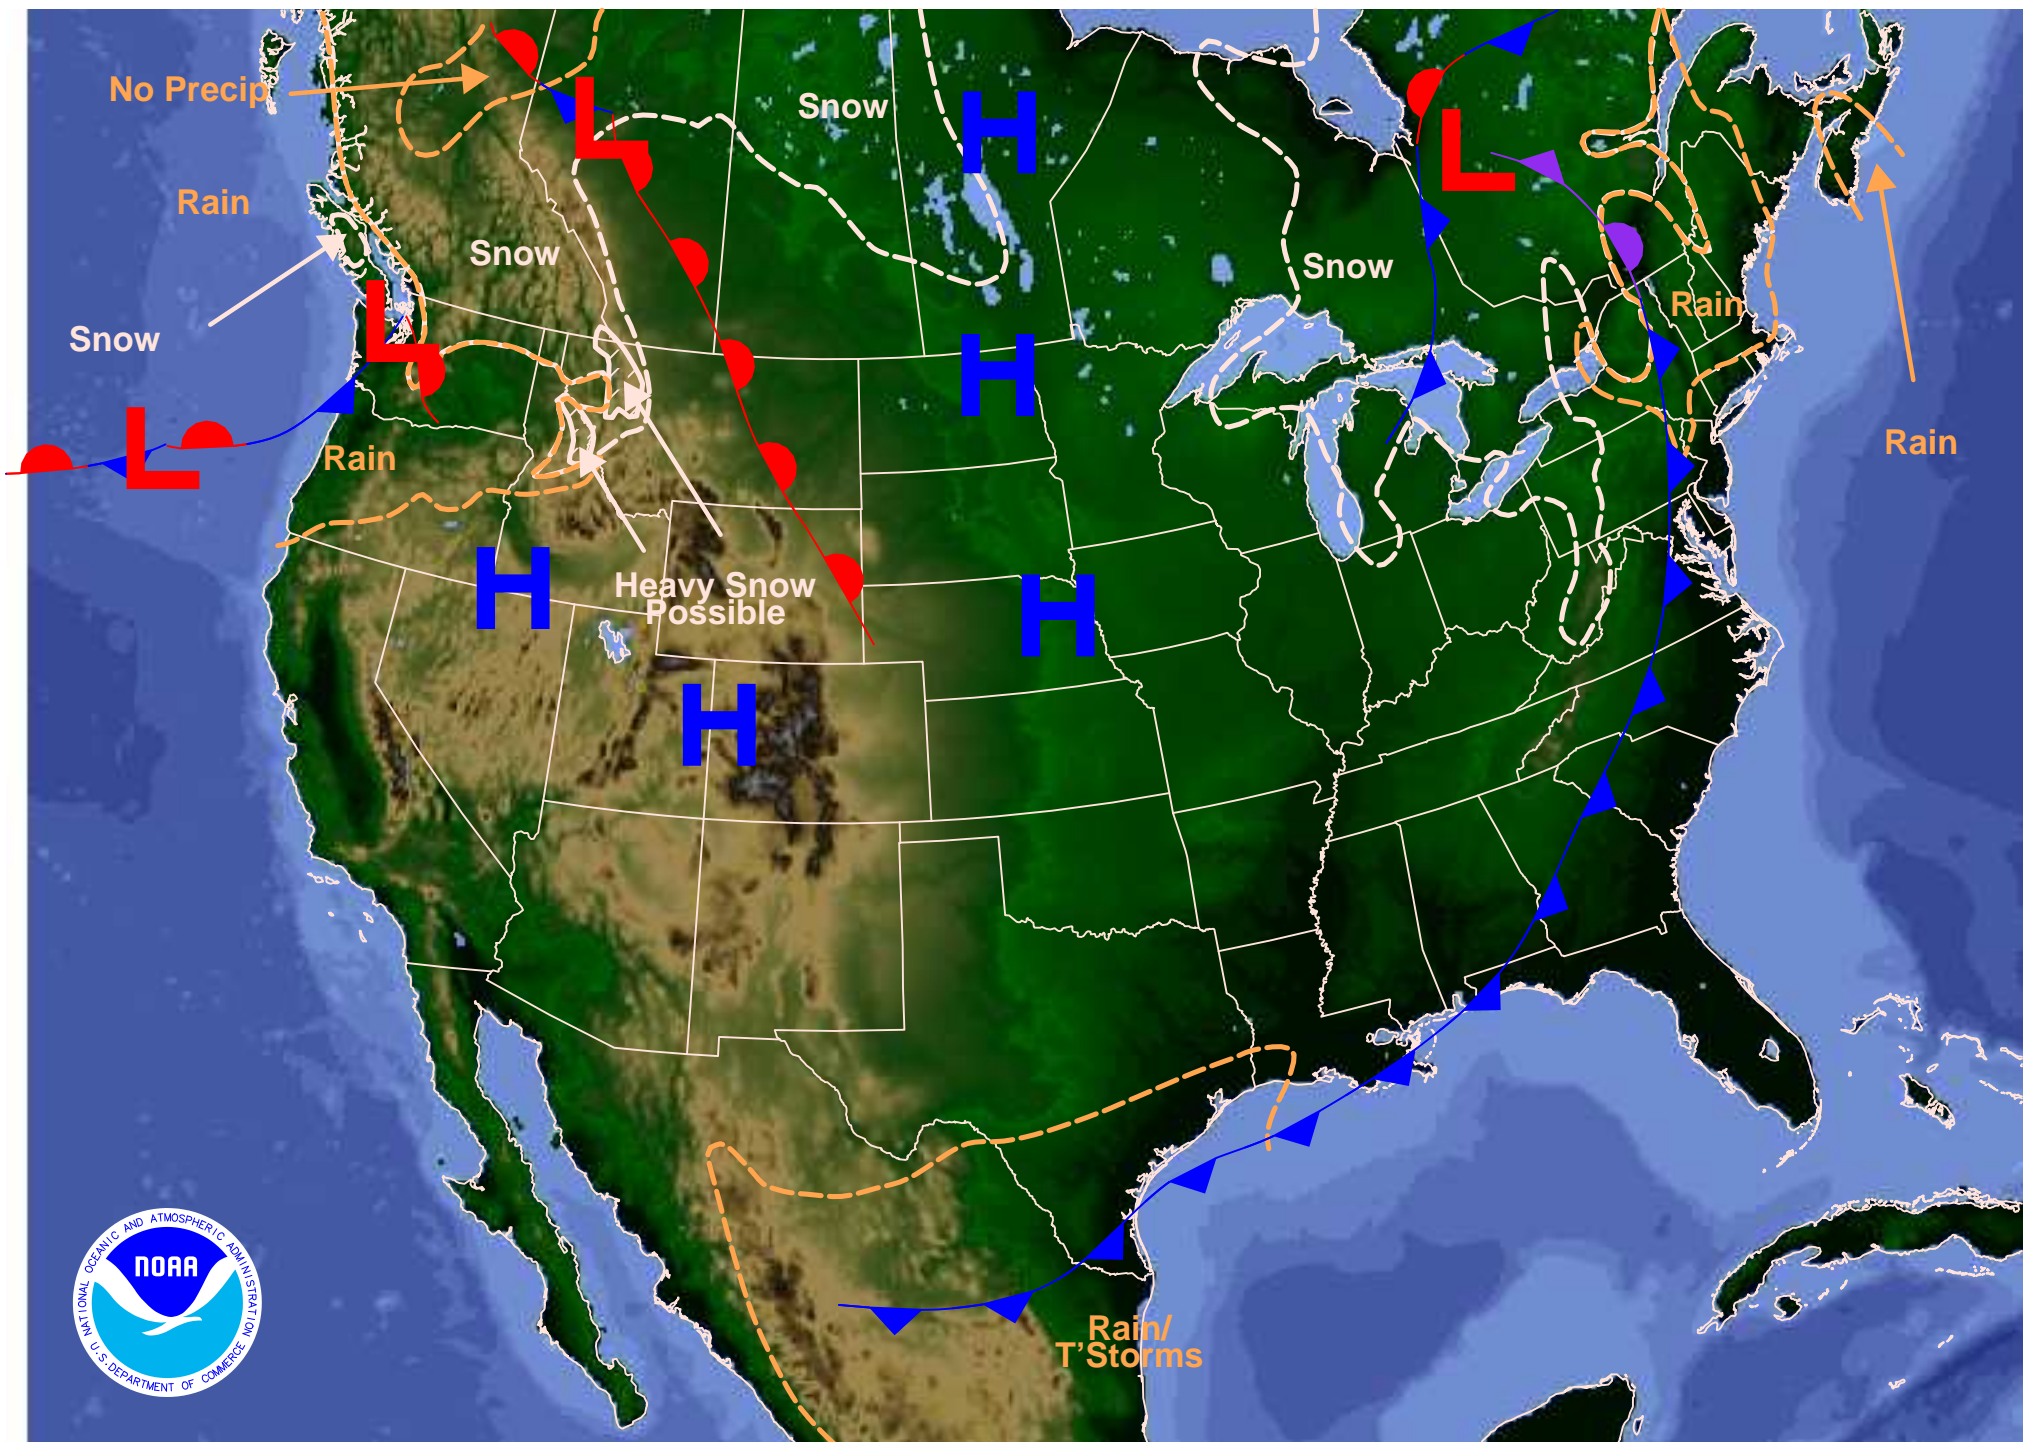 No Precip
Snow
H
L
L
Rain
Snow
Snow
L
Rain
Snow
H
L
Rain
Rain
H
Heavy Snow
Possible
H
H
NATIONAL OCEANIC AND ATMOSPHERIC ADMINISTRATION
NOAA
U.S. DEPARTMENT OF COMMERCE
Rain/
T'Storms